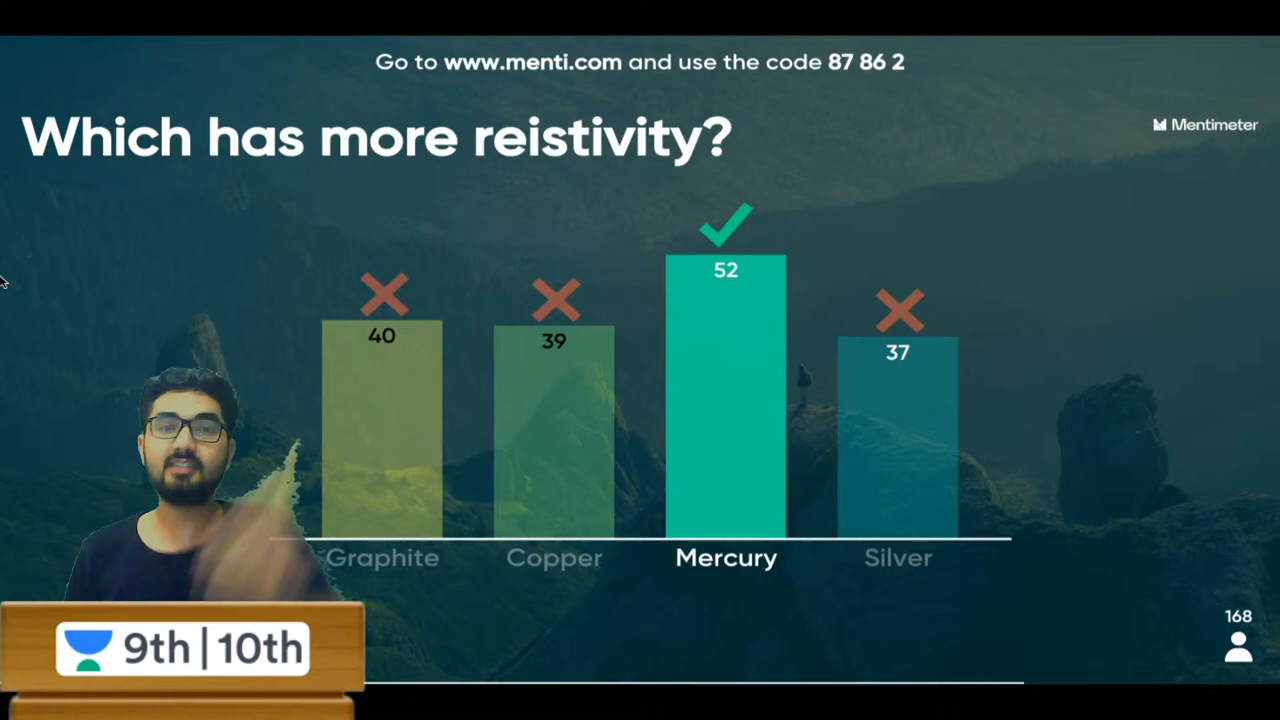 Go to www.menti.com and use the code 87 86 2
Which has more reistivity?
Mentimeter
52
40
39
37
Graphite
Copper
Mercury
Silver
168
9th | 10th